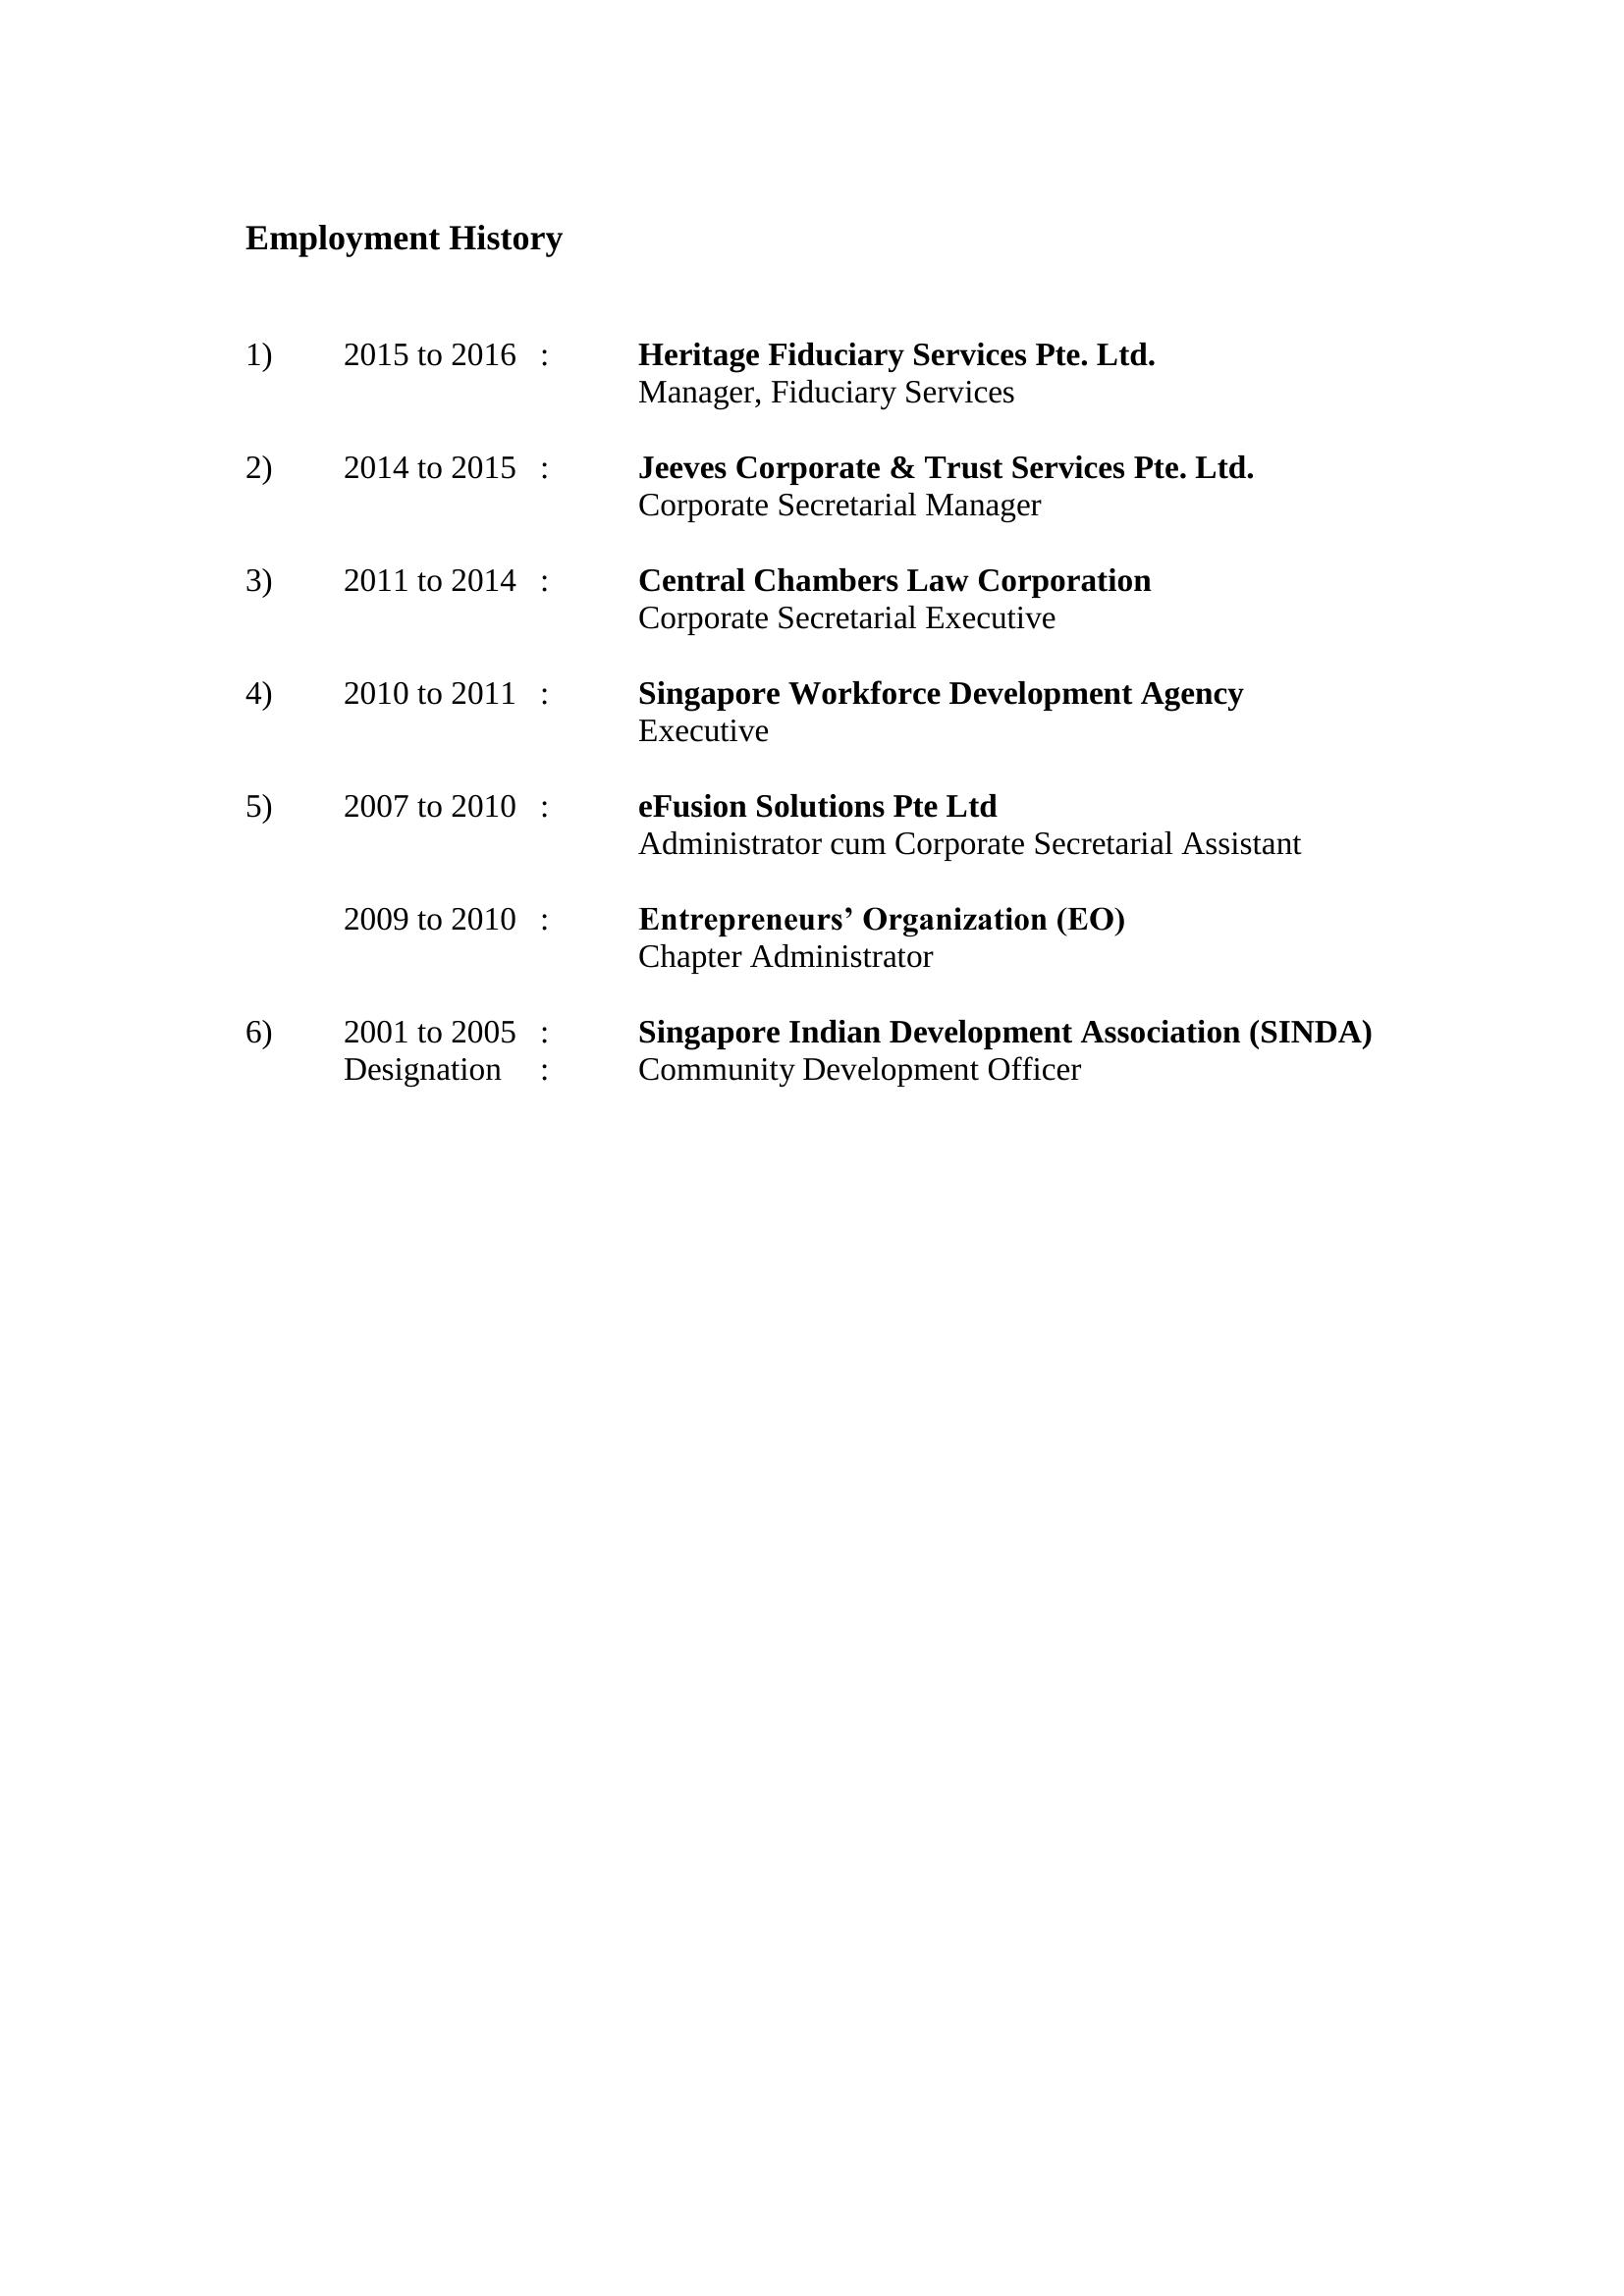 Employment History
1) 2015 to 2016 : Heritage Fiduciary Services Pte. Ltd.
Manager, Fiduciary Services
2) 2014 to 2015 : Jeeves Corporate & Trust Services Pte. Ltd.
Corporate Secretarial Manager
3) 2011 to 2014 : Central Chambers Law Corporation
Corporate Secretarial Executive
4) 2010 to 2011 : Singapore Workforce Development Agency
Executive
5) 2007 to 2010 : eFusion Solutions Pte Ltd
Administrator cum Corporate Secretarial Assistant
2009 to 2010 : Entrepreneurs’ Organization (EO)
Chapter Administrator
6) 2001 to 2005 : Singapore Indian Development Association (SINDA)
Designation : Community Development Officer